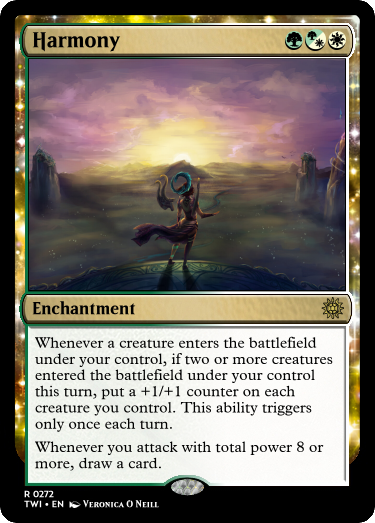 Harmony
Enchantment
Whenever a creature enters the battlefield
under your control, if two or more creatures
entered the battlefield under your control
this turn, put a +1/+1 counter on each
creature you control. This ability triggers
only once each turn.
Whenever you attack with total power 8 or
more, draw a card.
R 0272
TWI • EN VERONICA O NEILL